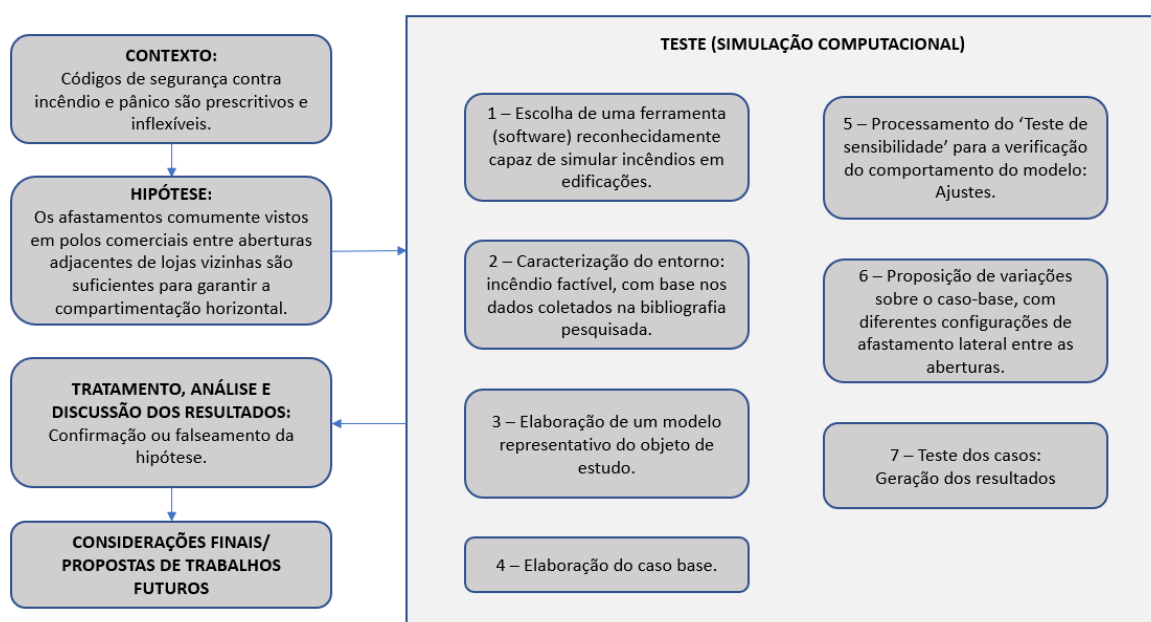 CONTEXTO:
Códigos de segurança contra
incêndio e pânico são prescritivos e
inflexíveis.
HIPÓTESE:
Os afastamentos comumente vistos
em polos comerciais entre aberturas
adjacentes de lojas vizinhas são
suficientes para garantir a
compartimentação horizontal.
TRATAMENTO, ANÁLISE E
DISCUSSÃO DOS RESULTADOS:
Confirmação ou falseamento da
hipótese.
CONSIDERAÇÕES FINAIS/
PROPOSTAS DE TRABALHOS
FUTUROS
TESTE (SIMULAÇÃO COMPUTACIONAL)
1 – Escolha de uma ferramenta
(software) reconhecidamente
capaz de simular incêndios em
edificações.
2 – Caracterização do entorno:
incêndio factível, com base nos
dados coletados na bibliografia
pesquisada.
3 – Elaboração de um modelo
representativo do objeto de
estudo.
4 – Elaboração do caso base.
5 – Processamento do ‘Teste de
sensibilidade’ para a verificação
do comportamento do modelo:
Ajustes.
6 – Proposição de variações
sobre o caso-base, com
diferentes configurações de
afastamento lateral entre as
aberturas.
7 – Teste dos casos:
Geração dos resultados